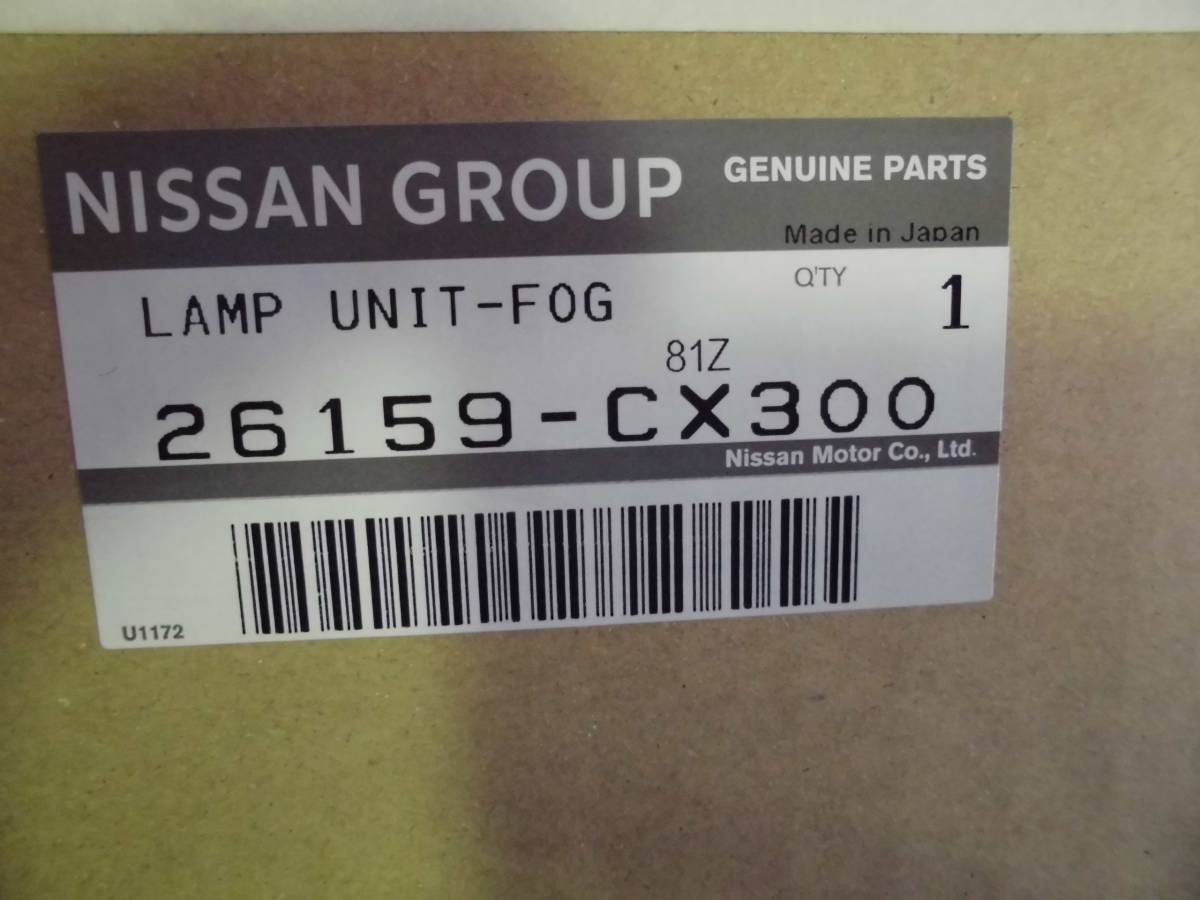 NISSAN GROUP GENUINE PARTS
Made in Japan
LAMP UNIT-FOG Q'TY 1
81Z
26159-CX300
Nissan Motor Co., Ltd.
U1172